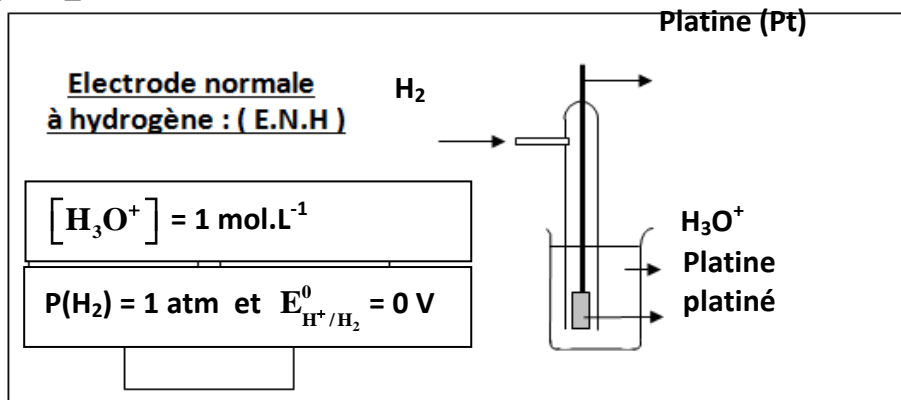 Platine (Pt)
Electrode normale
à hydrogène : ( E.N.H )
H₂
[H₃O⁺] = 1 mol.L⁻¹
P(H₂) = 1 atm et E⁰_{H⁺/H₂} = 0 V
H₃O⁺
Platine
platiné